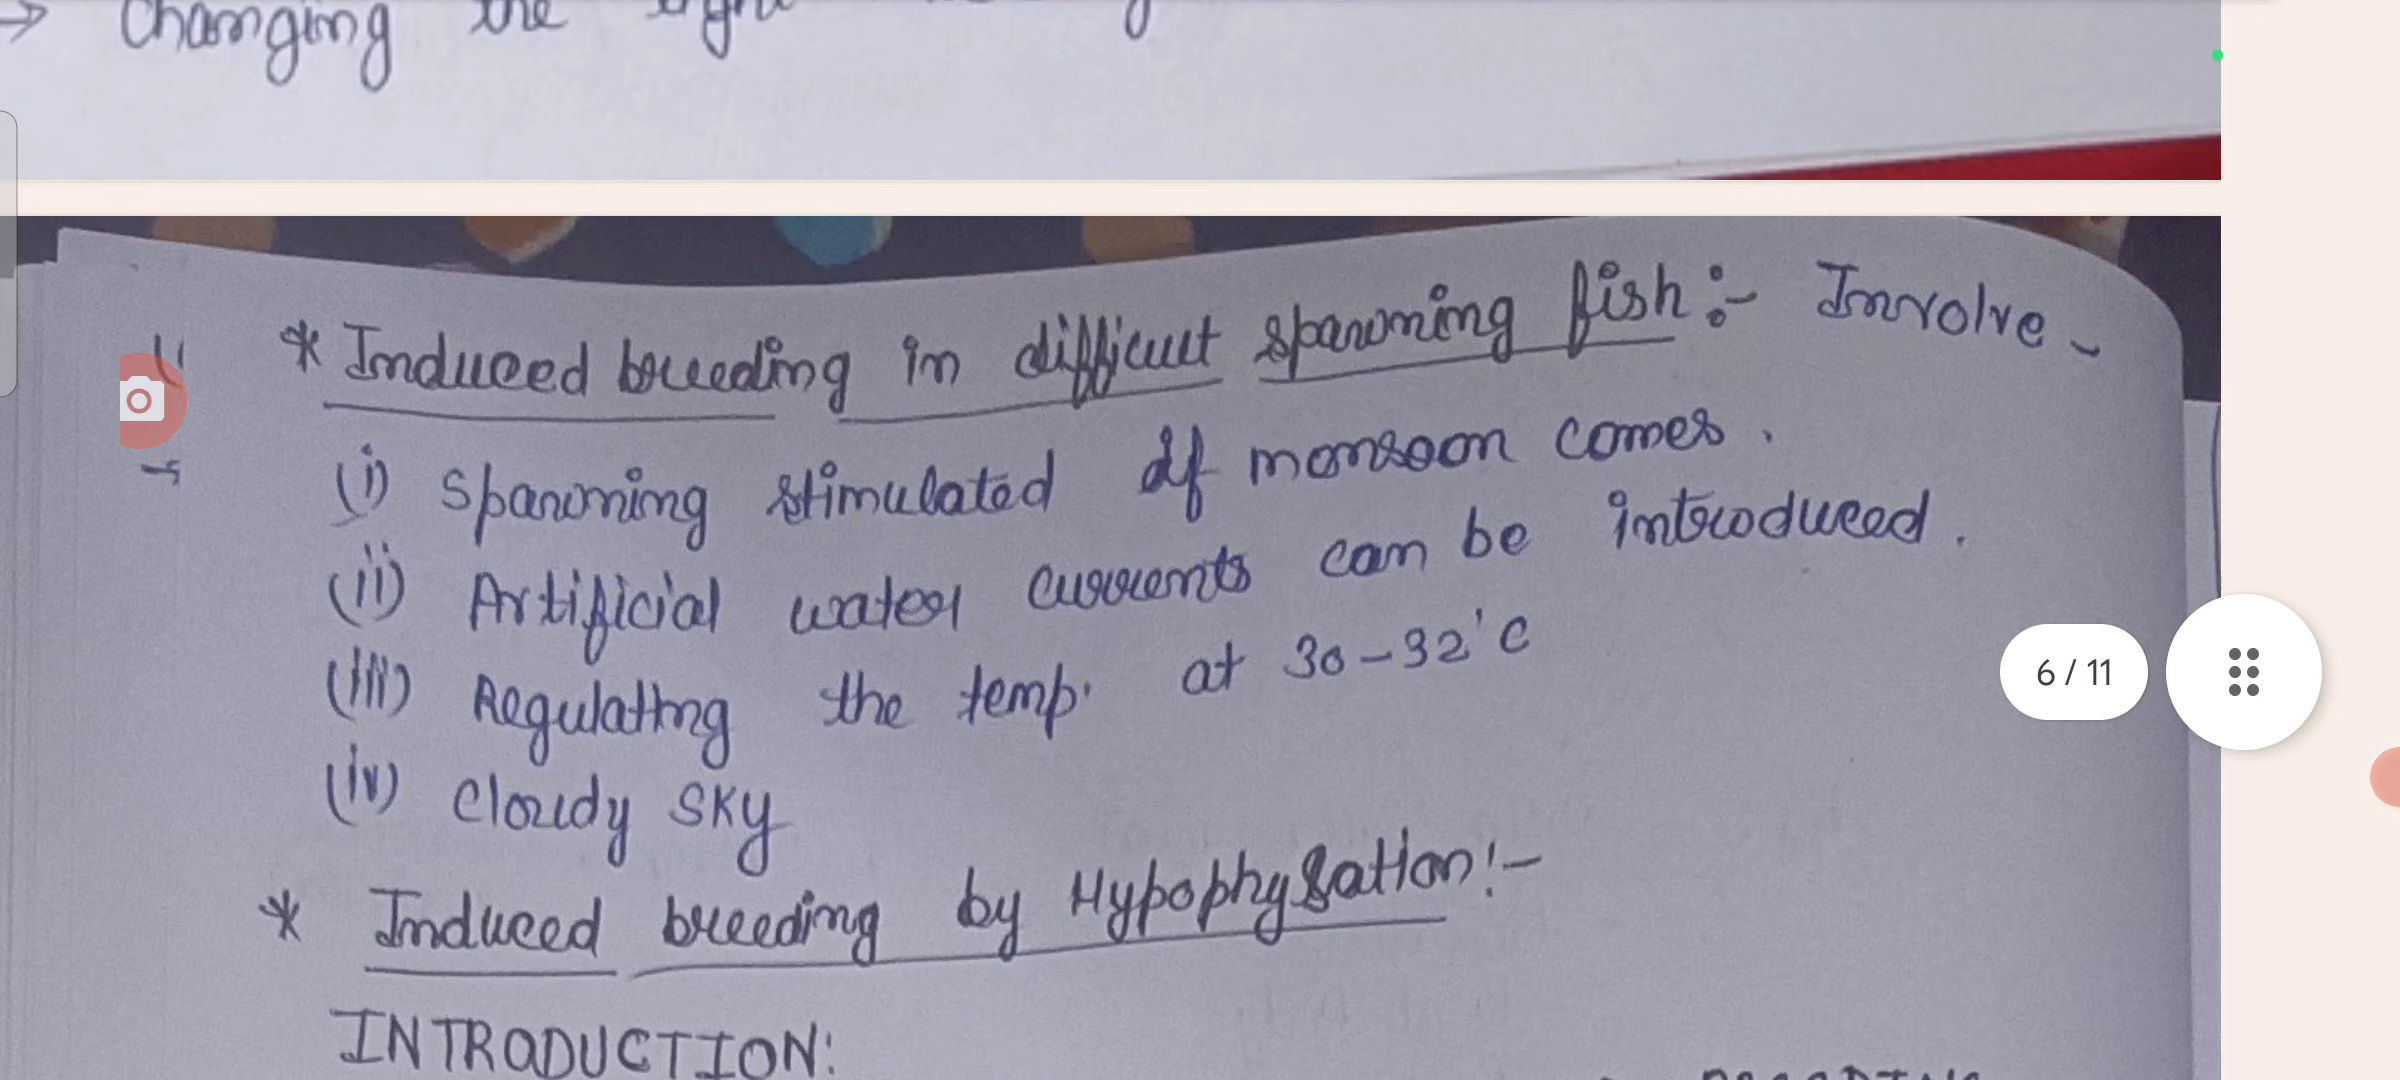 → Changing the
* Induced breeding in difficult spawning fish :- Involve -
(i) Spawning stimulated if monsoon comes.
(ii) Artificial water currents can be introduced.
(iii) Regulating the temp. at 30-32°C
(iv) Cloudy sky
6 / 11
* Induced breeding by Hypophysation :-
INTRODUCTION: